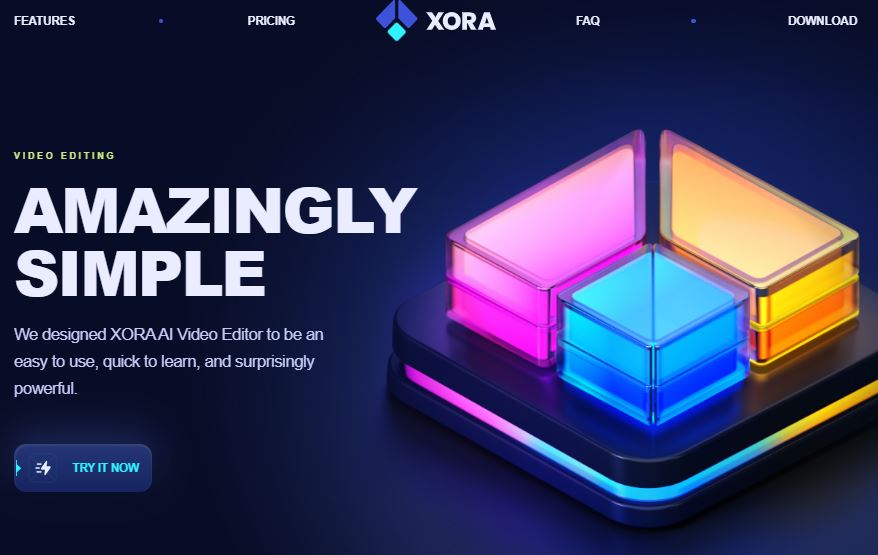 FEATURES
PRICING
XORA
FAQ
DOWNLOAD
VIDEO EDITING
AMAZINGLY
SIMPLE
We designed XORA AI Video Editor to be an
easy to use, quick to learn, and surprisingly
powerful.
TRY IT NOW